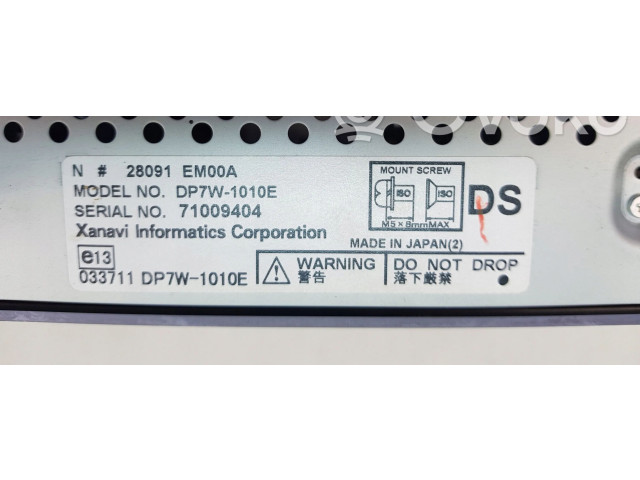 OVOKO
N # 28091 EM00A
MODEL NO. DP7W-1010E
SERIAL NO. 71009404
Xanavi Informatics Corporation
MOUNT SCREW
ISO ISO
M5×8mmMAX
DS
MADE IN JAPAN(2)
e13
033711 DP7W-1010E
WARNING
警告
DO NOT DROP
落下厳禁